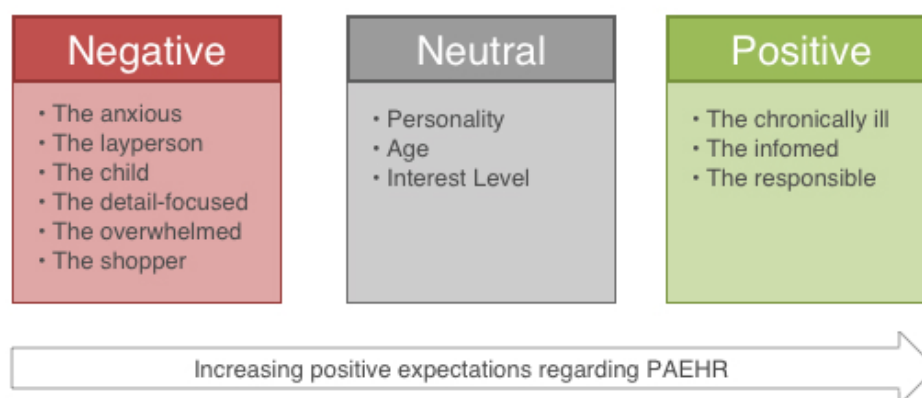 Negative
• The anxious
• The layperson
• The child
• The detail-focused
• The overwhelmed
• The shopper
Neutral
• Personality
• Age
• Interest Level
Positive
• The chronically ill
• The infomed
• The responsible
Increasing positive expectations regarding PAEHR